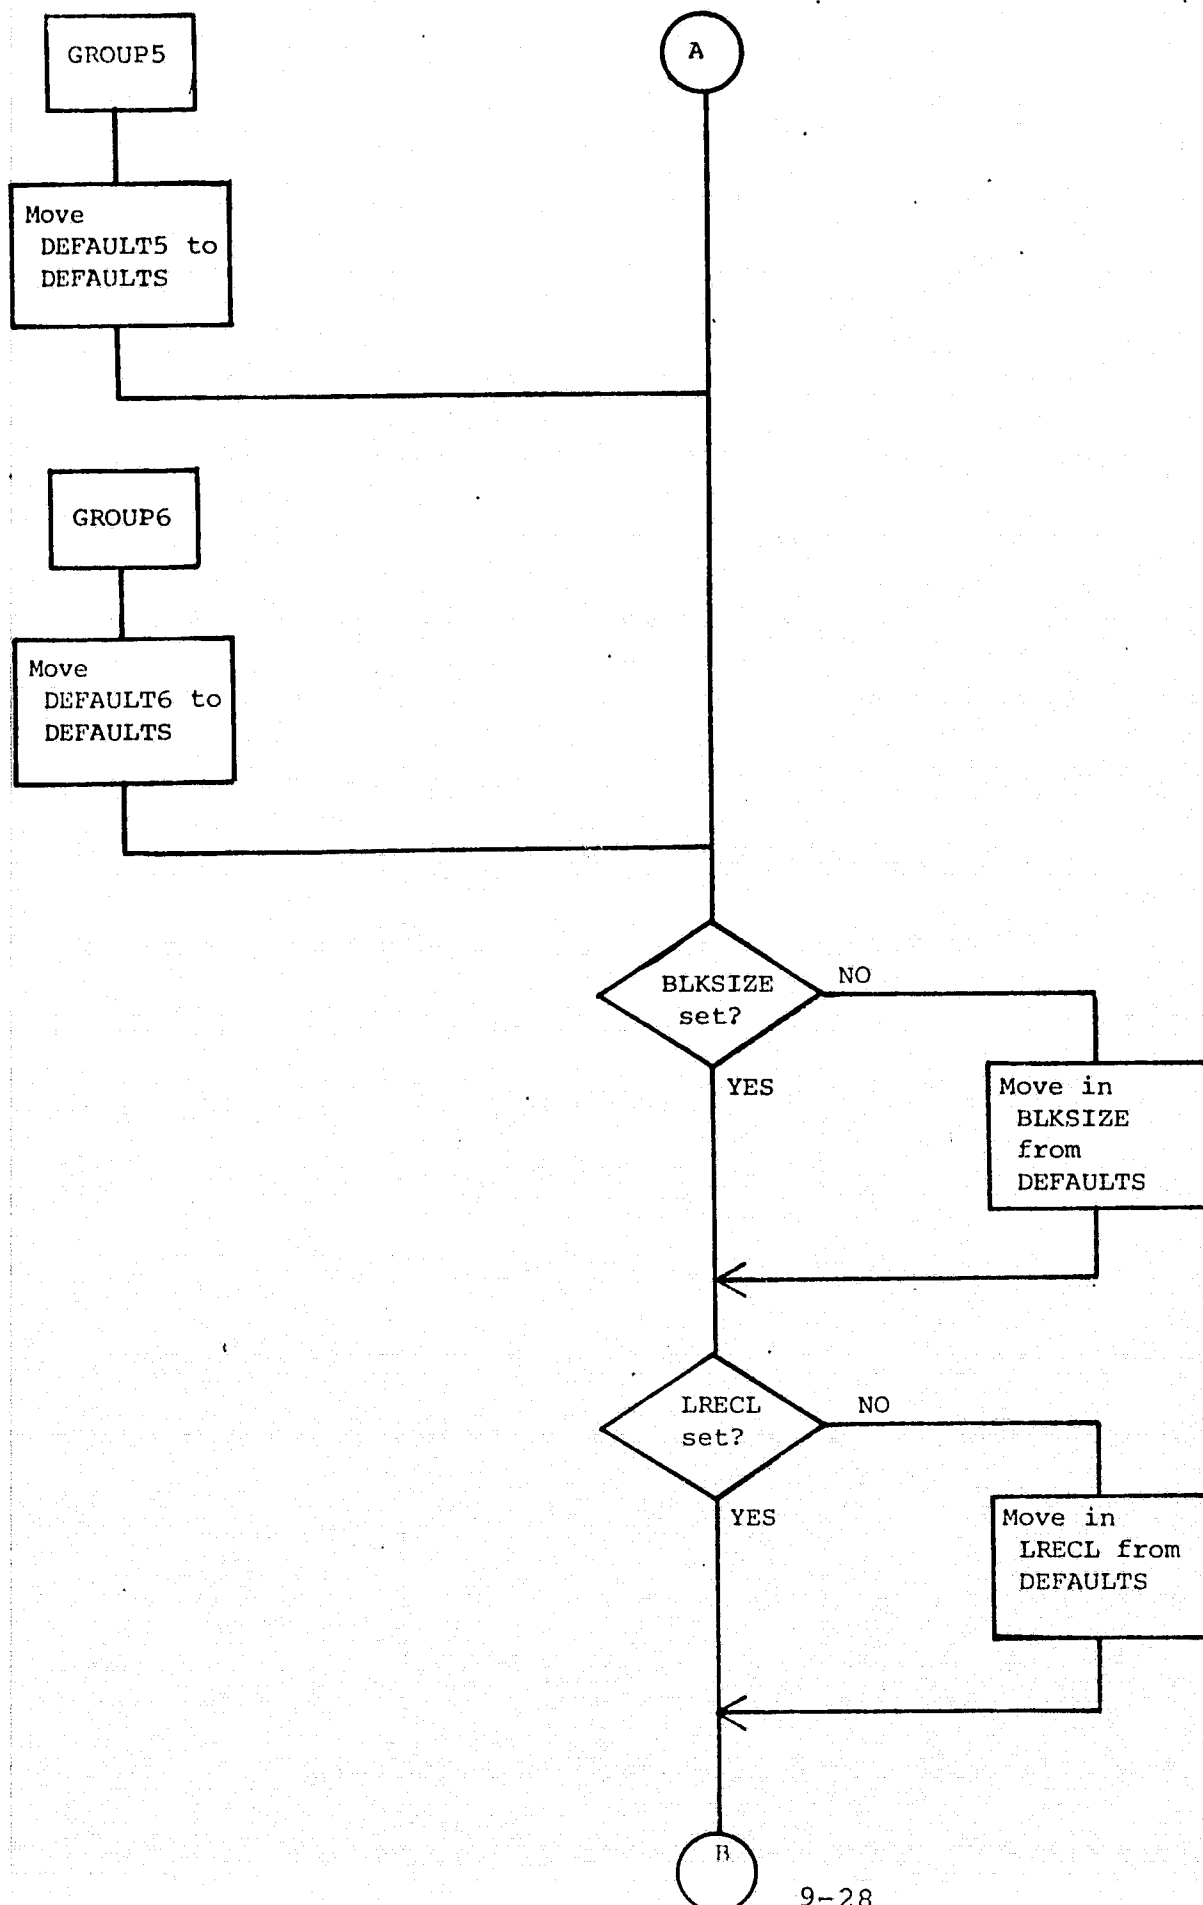 GROUP5
A
Move
DEFAULT5 to
DEFAULTS
GROUP6
Move
DEFAULT6 to
DEFAULTS
BLKSIZE
set?
NO
YES
Move in
BLKSIZE
from
DEFAULTS
LRECL
set?
NO
YES
Move in
LRECL from
DEFAULTS
B
9-28